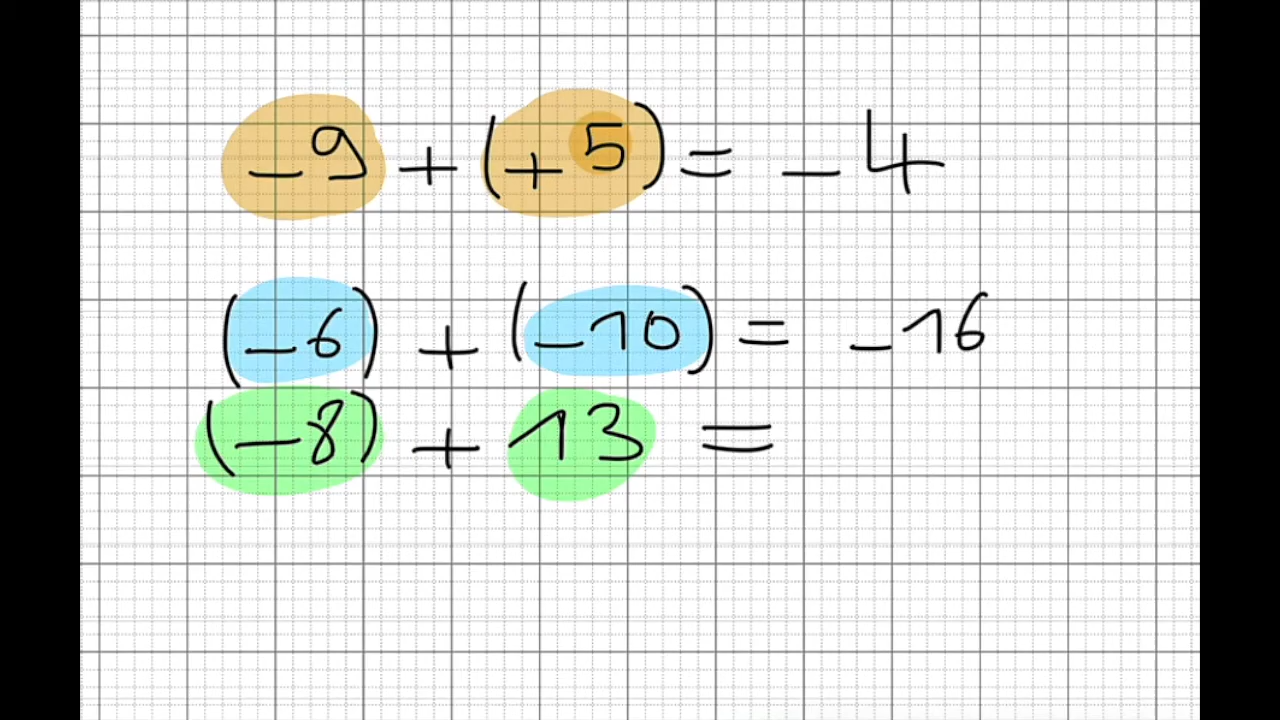 -9 + (+5) = -4
(-6) + (-10) = -16
(-8) + 13 =